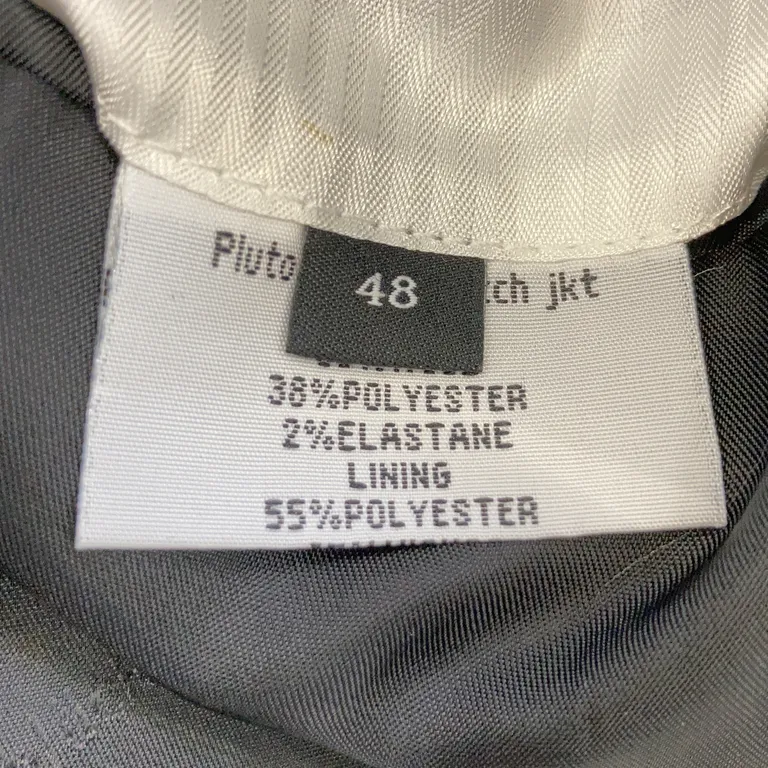 Pluto
48
ch jkt
38%POLYESTER
2%ELASTANE
LINING
55%POLYESTER